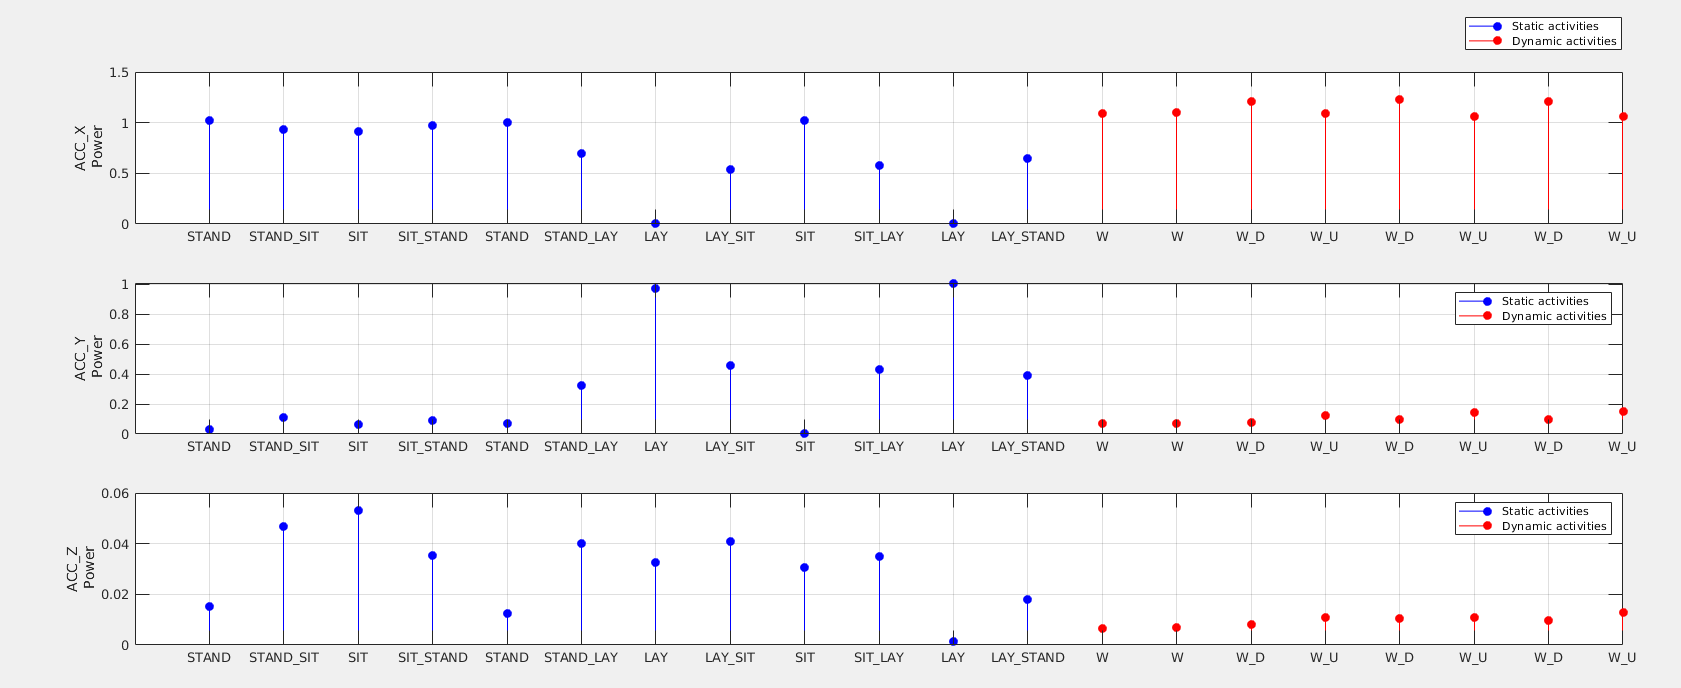 Static activities
Dynamic activities
1.5
1
0.5
0
ACC_X
Power
STAND STAND_SIT SIT SIT_STAND STAND STAND_LAY LAY LAY_SIT SIT SIT_LAY LAY LAY_STAND W W W_D W_U W_D W_U W_D W_U
Static activities
Dynamic activities
1
0.8
0.6
0.4
0.2
0
ACC_Y
Power
STAND STAND_SIT SIT SIT_STAND STAND STAND_LAY LAY LAY_SIT SIT SIT_LAY LAY LAY_STAND W W W_D W_U W_D W_U W_D W_U
Static activities
Dynamic activities
0.06
0.04
0.02
0
ACC_Z
Power
STAND STAND_SIT SIT SIT_STAND STAND STAND_LAY LAY LAY_SIT SIT SIT_LAY LAY LAY_STAND W W W_D W_U W_D W_U W_D W_U